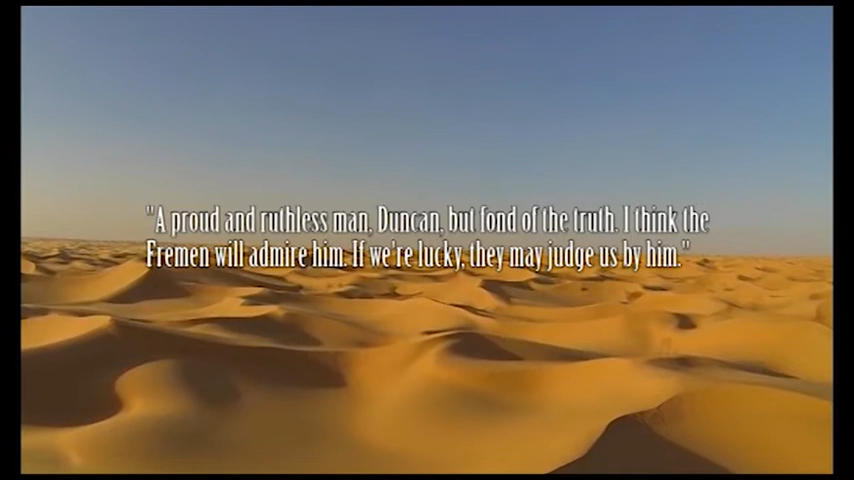 "A proud and ruthless man, Duncan, but fond of the truth. I think the
Fremen will admire him. If we're lucky, they may judge us by him."